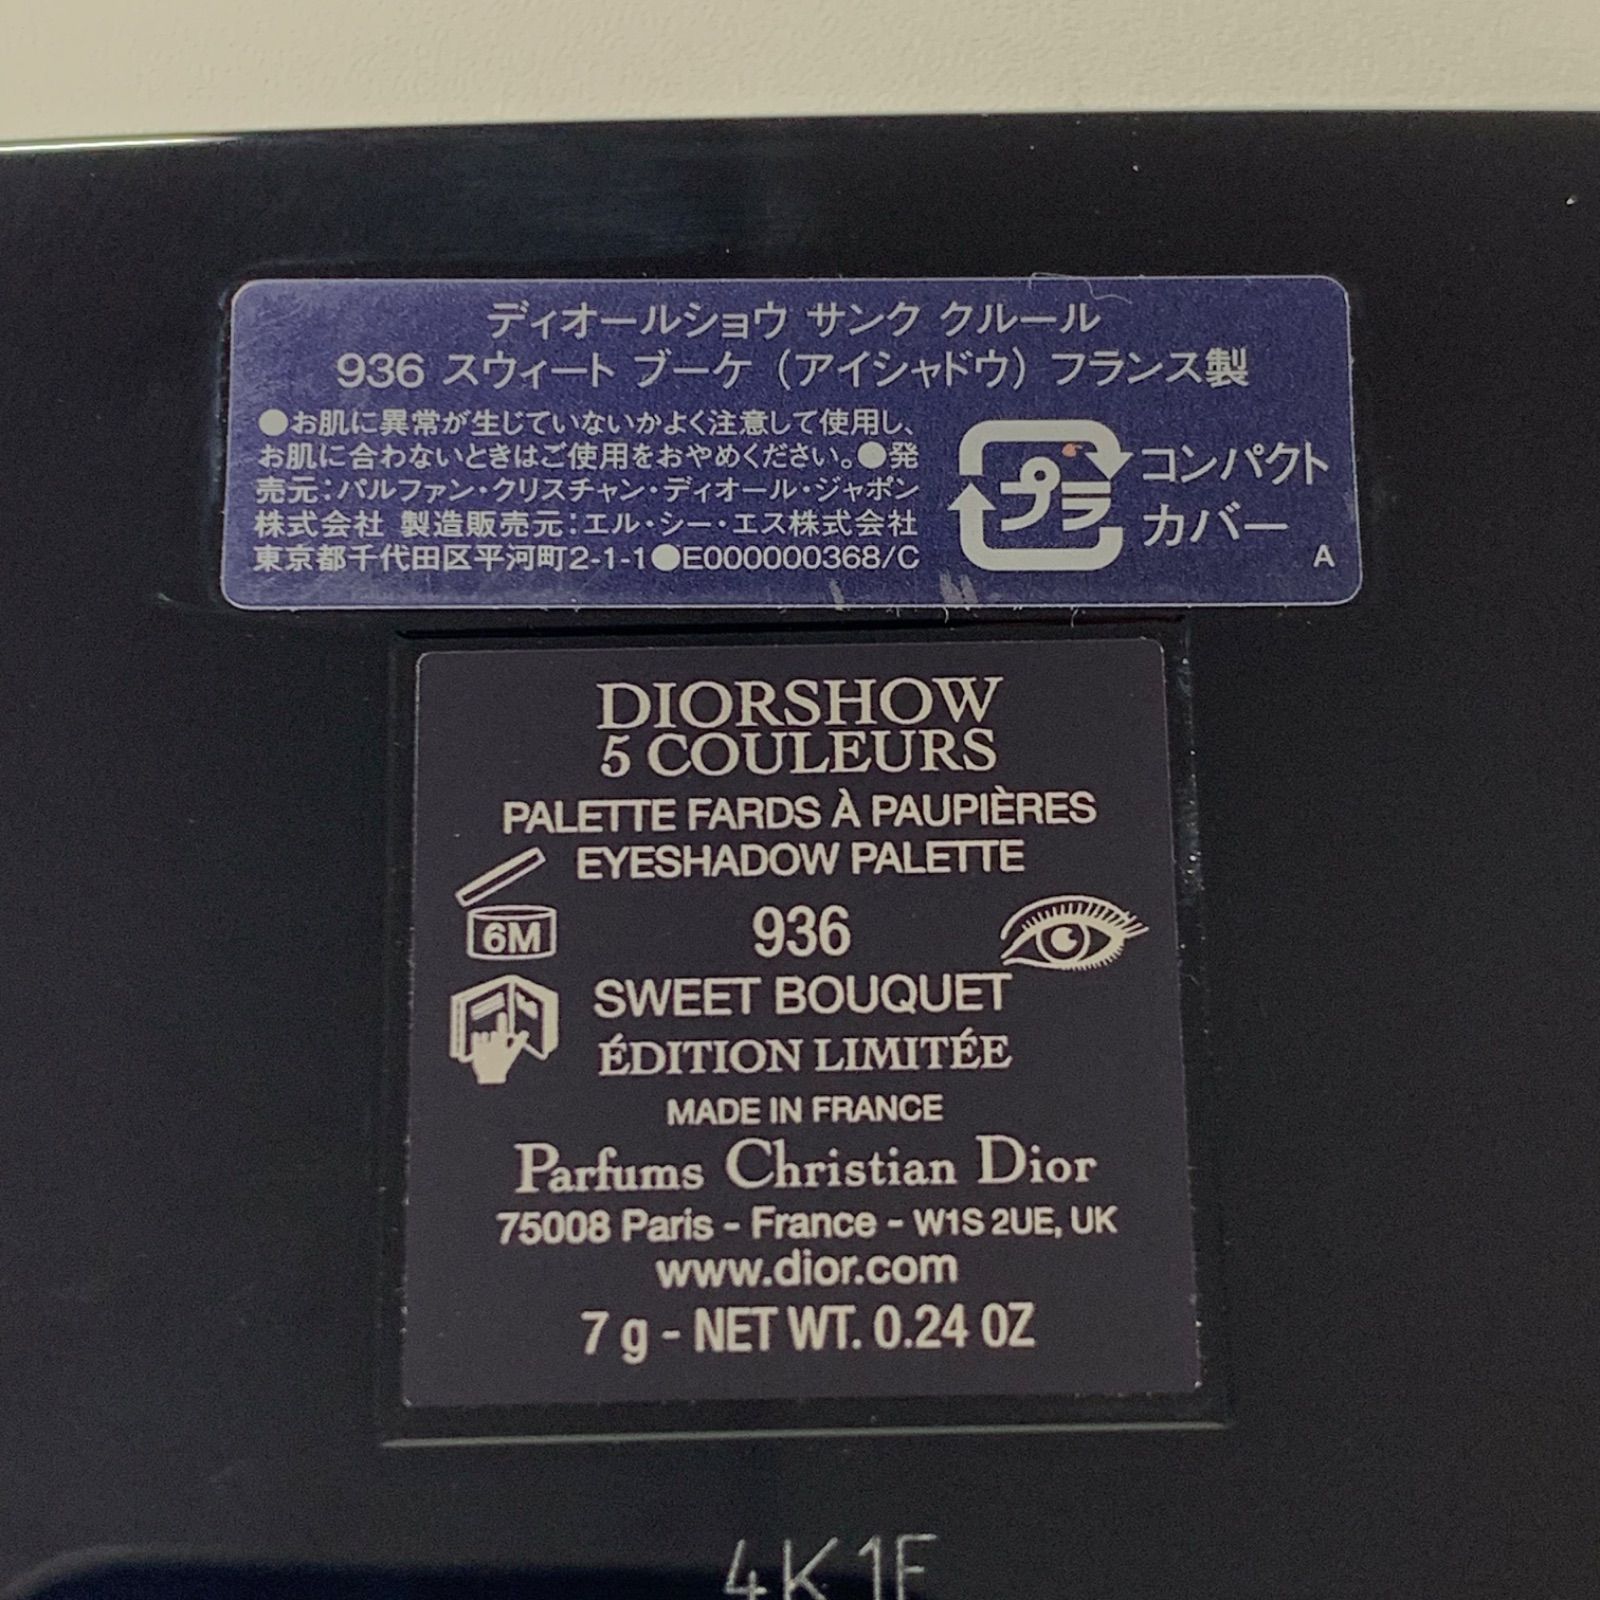 ディオールショウ サンク クルール
936 スウィート ブーケ（アイシャドウ）フランス製
●お肌に異常が生じていないかよく注意して使用し、
お肌に合わないときはご使用をおやめください。●発
売元：パルファン・クリスチャン・ディオール・ジャポン
株式会社 製造販売元：エル・シー・エス株式会社
東京都千代田区平河町2-1-1●E000000368/C
プラ
コンパクト
カバー
A
DIORSHOW
5 COULEURS
PALETTE FARDS À PAUPIÈRES
EYESHADOW PALETTE
6M
936
SWEET BOUQUET
ÉDITION LIMITÉE
MADE IN FRANCE
Parfums Christian Dior
75008 Paris - France - W1S 2UE, UK
www.dior.com
7 g - NET WT. 0.24 OZ